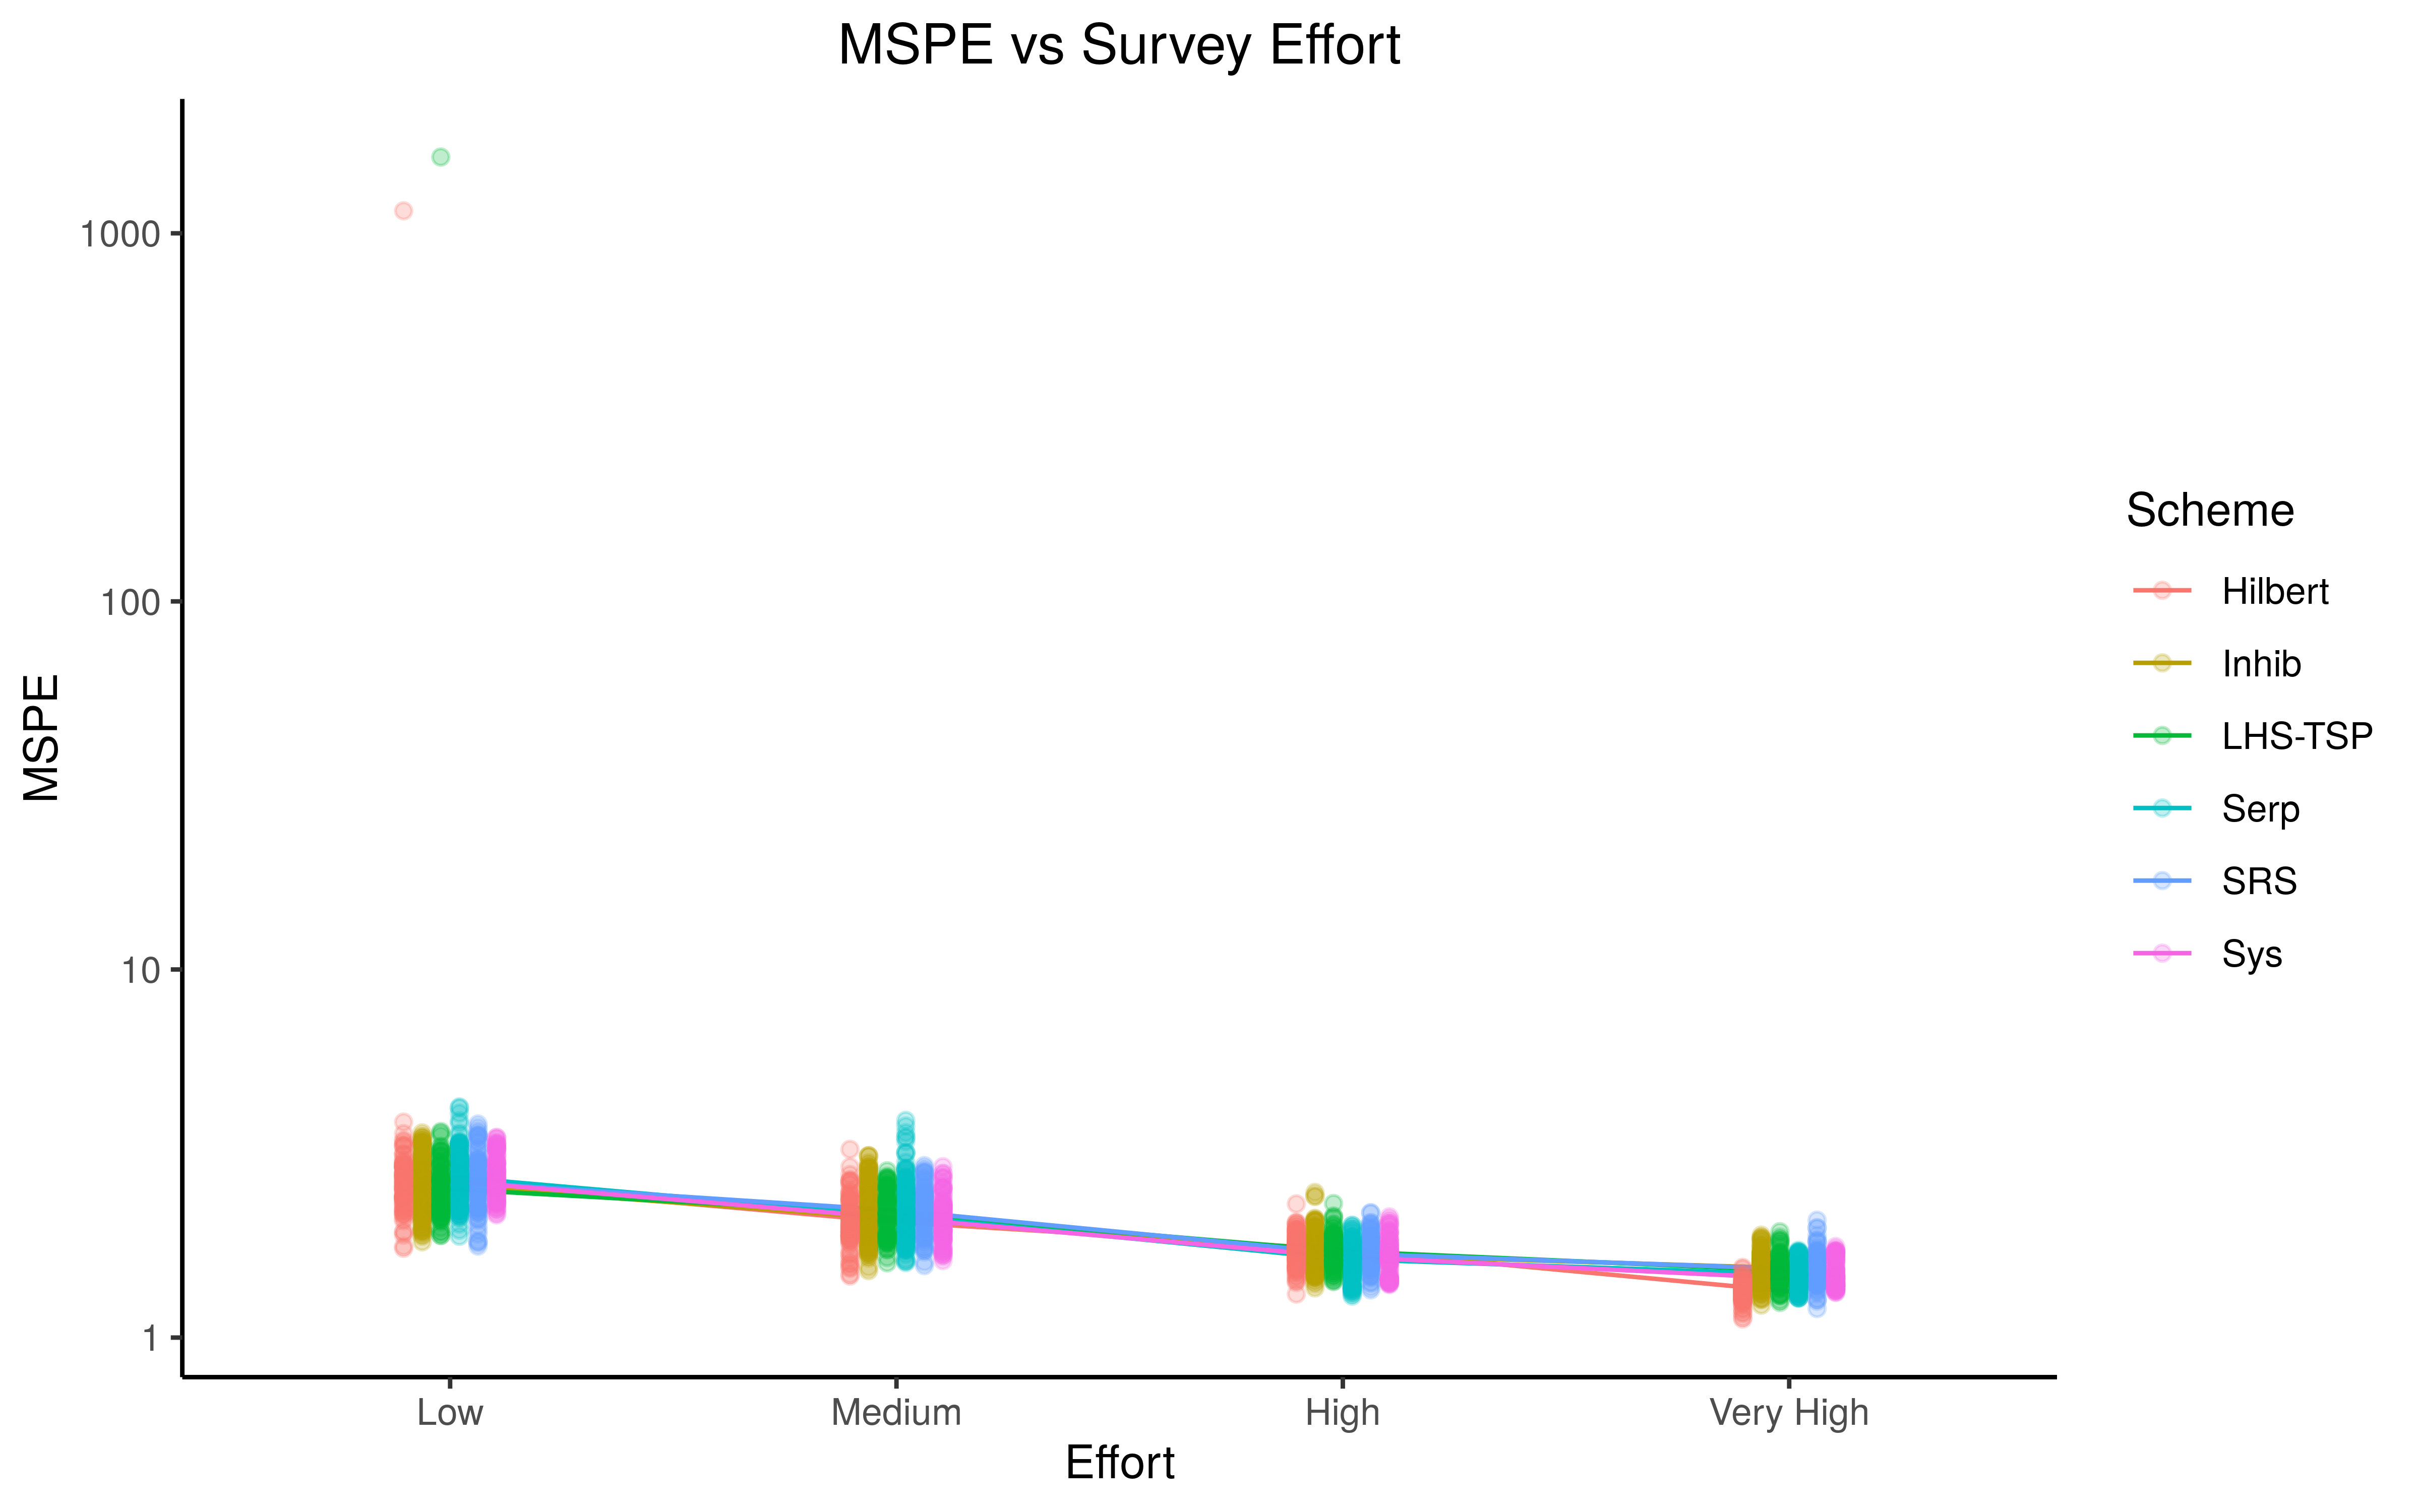 MSPE vs Survey Effort
MSPE
1000
100
10
1
Low
Medium
High
Very High
Effort
Scheme
Hilbert
Inhib
LHS-TSP
Serp
SRS
Sys